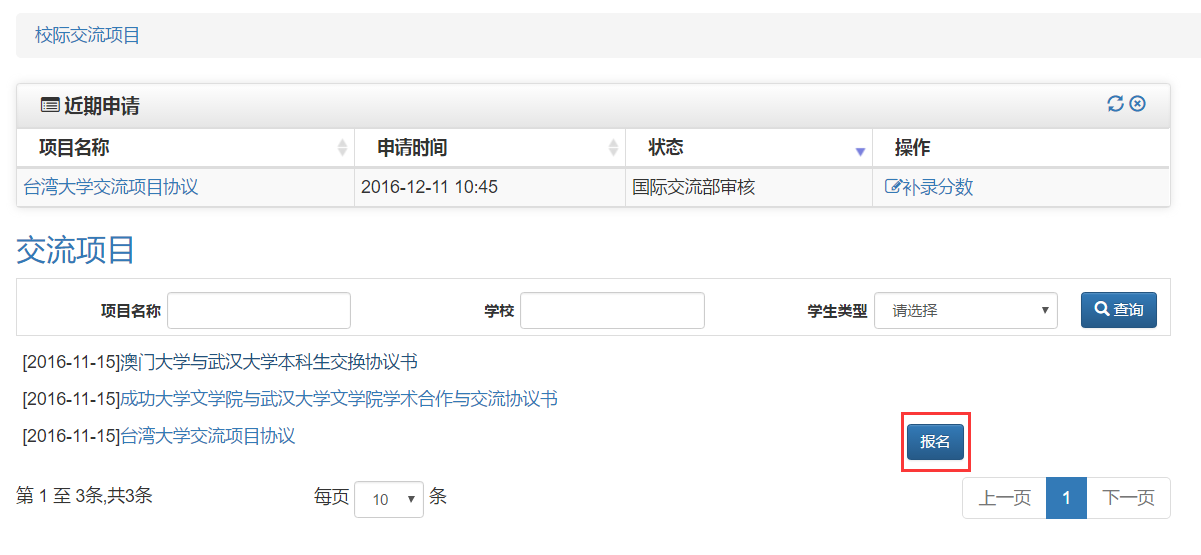 校际交流项目
近期申请
项目名称 申请时间 状态 操作
台湾大学交流项目协议 2016-12-11 10:45 国际交流部审核 补录分数
交流项目
项目名称 学校 学生类型 请选择 查询
[2016-11-15]澳门大学与武汉大学本科生交换协议书
[2016-11-15]成功大学文学院与武汉大学文学院学术合作与交流协议书
[2016-11-15]台湾大学交流项目协议 报名
第 1 至 3条,共3条 每页 10 条 上一页 1 下一页